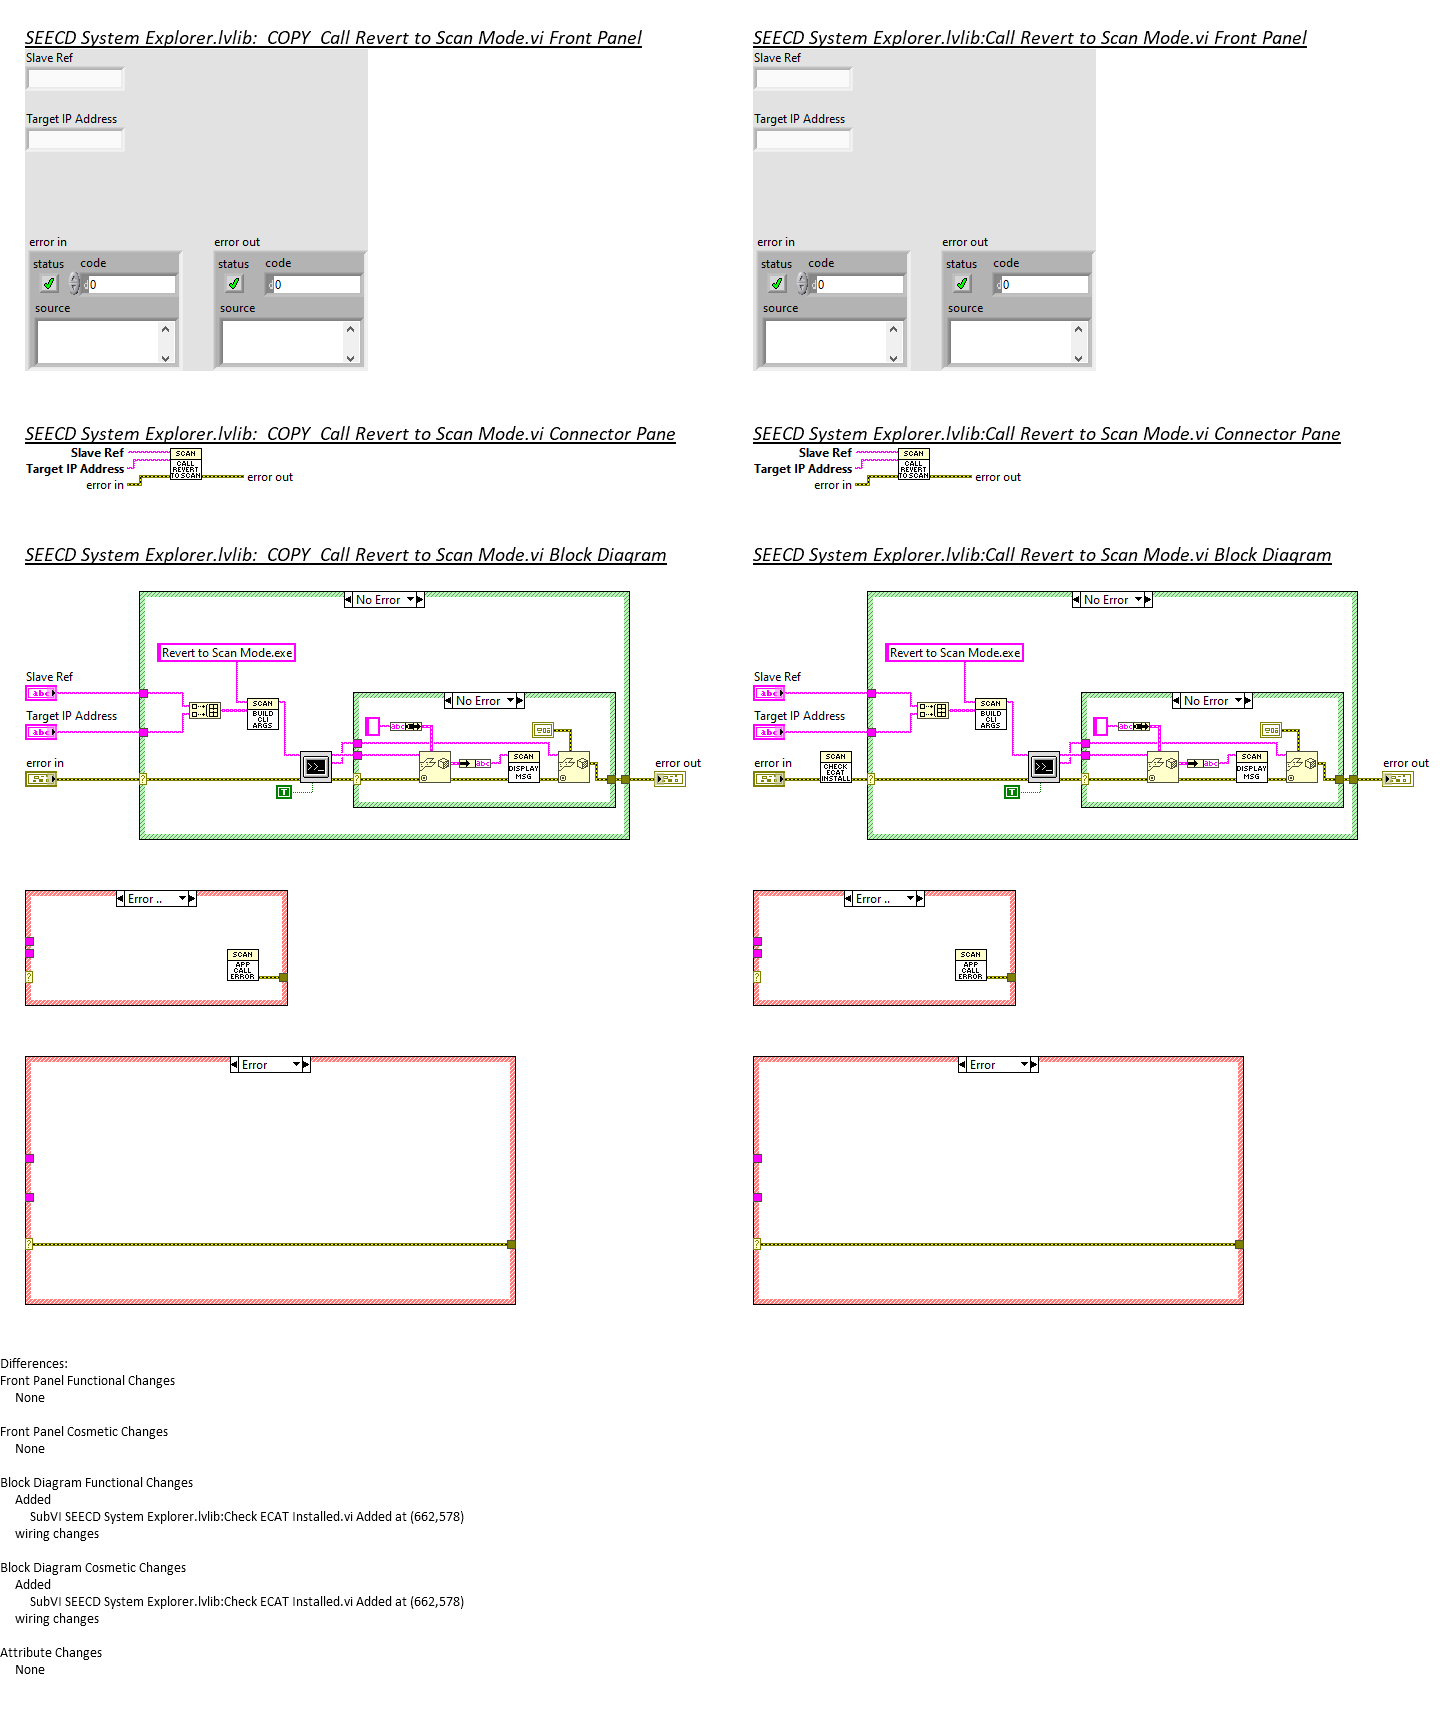 SEECD System Explorer.lvlib:  COPY  Call Revert to Scan Mode.vi Front Panel
Slave Ref
Target IP Address
error in
error out
status code
0
source
status code
0
source
SEECD System Explorer.lvlib:Call Revert to Scan Mode.vi Front Panel
Slave Ref
Target IP Address
error in
error out
status code
0
source
status code
0
source
SEECD System Explorer.lvlib:  COPY  Call Revert to Scan Mode.vi Connector Pane
Slave Ref
Target IP Address
error in
SCAN
CALL
REVERT
TO SCAN
error out
SEECD System Explorer.lvlib:Call Revert to Scan Mode.vi Connector Pane
Slave Ref
Target IP Address
error in
SCAN
CALL
REVERT
TO SCAN
error out
SEECD System Explorer.lvlib:  COPY  Call Revert to Scan Mode.vi Block Diagram
No Error
Revert to Scan Mode.exe
Slave Ref
abc
Target IP Address
abc
error in
SCAN
BUILD
CLI
ARGS
T
No Error
abc
abc
SCAN
DISPLAY
MSG
error out
Error ..
SCAN
APP
CALL
ERROR
Error
SEECD System Explorer.lvlib:Call Revert to Scan Mode.vi Block Diagram
No Error
Revert to Scan Mode.exe
Slave Ref
abc
Target IP Address
abc
error in
SCAN
CHECK
ECAT
INSTALL
SCAN
BUILD
CLI
ARGS
T
No Error
abc
abc
SCAN
DISPLAY
MSG
error out
Error ..
SCAN
APP
CALL
ERROR
Error
Differences:
Front Panel Functional Changes
None
Front Panel Cosmetic Changes
None
Block Diagram Functional Changes
Added
SubVI SEECD System Explorer.lvlib:Check ECAT Installed.vi Added at (662,578)
wiring changes
Block Diagram Cosmetic Changes
Added
SubVI SEECD System Explorer.lvlib:Check ECAT Installed.vi Added at (662,578)
wiring changes
Attribute Changes
None